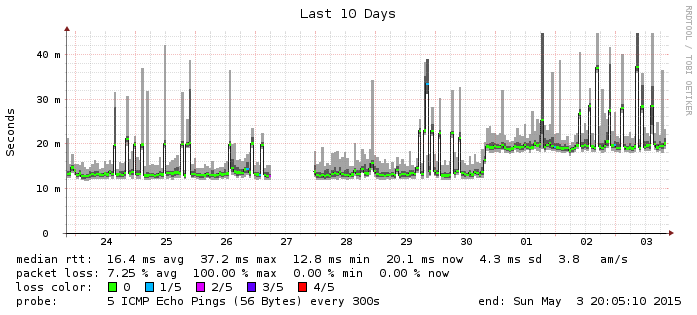 Last 10 Days
RRDTOOL / TOBI OETIKER
Seconds
40 m
30 m
20 m
10 m
0
24 25 26 27 28 29 30 01 02 03
median rtt: 16.4 ms avg 37.2 ms max 12.8 ms min 20.1 ms now 4.3 ms sd 3.8 am/s
packet loss: 7.25 % avg 100.00 % max 0.00 % min 0.00 % now
loss color: 0 1/5 2/5 3/5 4/5
probe: 5 ICMP Echo Pings (56 Bytes) every 300s end: Sun May 3 20:05:10 2015